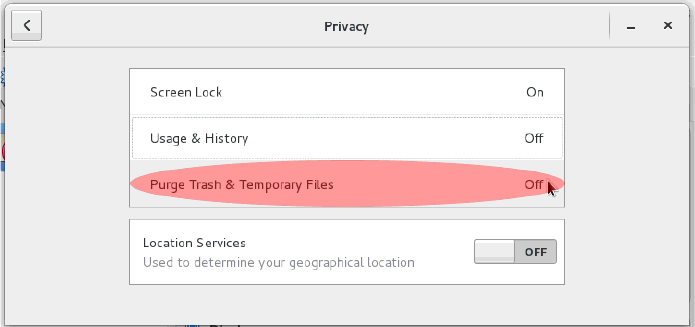 Privacy
Screen Lock On
Usage & History Off
Purge Trash & Temporary Files Off
Location Services
OFF
Used to determine your geographical location